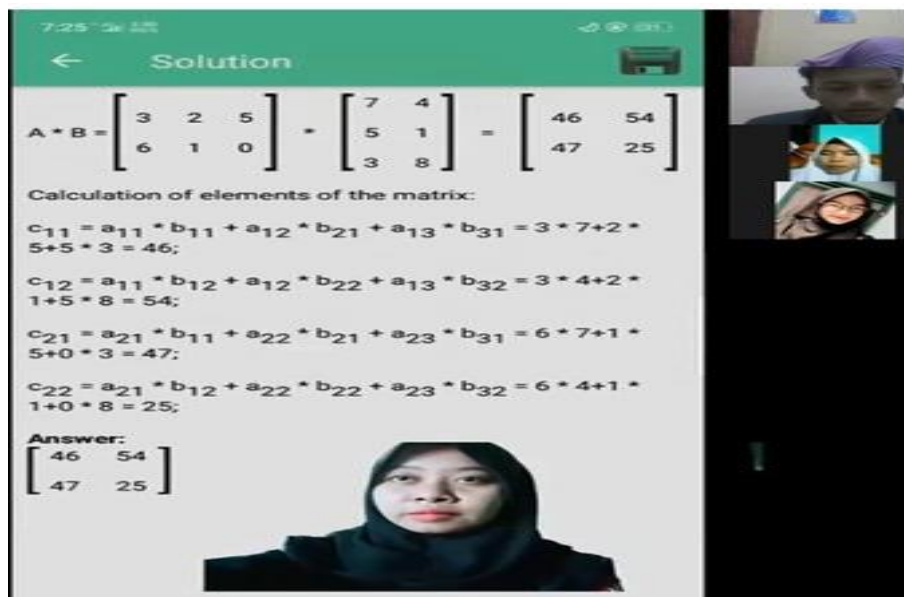 7:25
Solution
A * B = [ 3 2 5 ; 6 1 0 ] * [ 7 4 ; 5 1 ; 3 8 ] = [ 46 54 ; 47 25 ]
Calculation of elements of the matrix:
c11 = a11 * b11 + a12 * b21 + a13 * b31 = 3 * 7+2 *
5+5 * 3 = 46;
c12 = a11 * b12 + a12 * b22 + a13 * b32 = 3 * 4+2 *
1+5 * 8 = 54;
c21 = a21 * b11 + a22 * b21 + a23 * b31 = 6 * 7+1 *
5+0 * 3 = 47;
c22 = a21 * b12 + a22 * b22 + a23 * b32 = 6 * 4+1 *
1+0 * 8 = 25;
Answer:
[ 46 54
47 25 ]